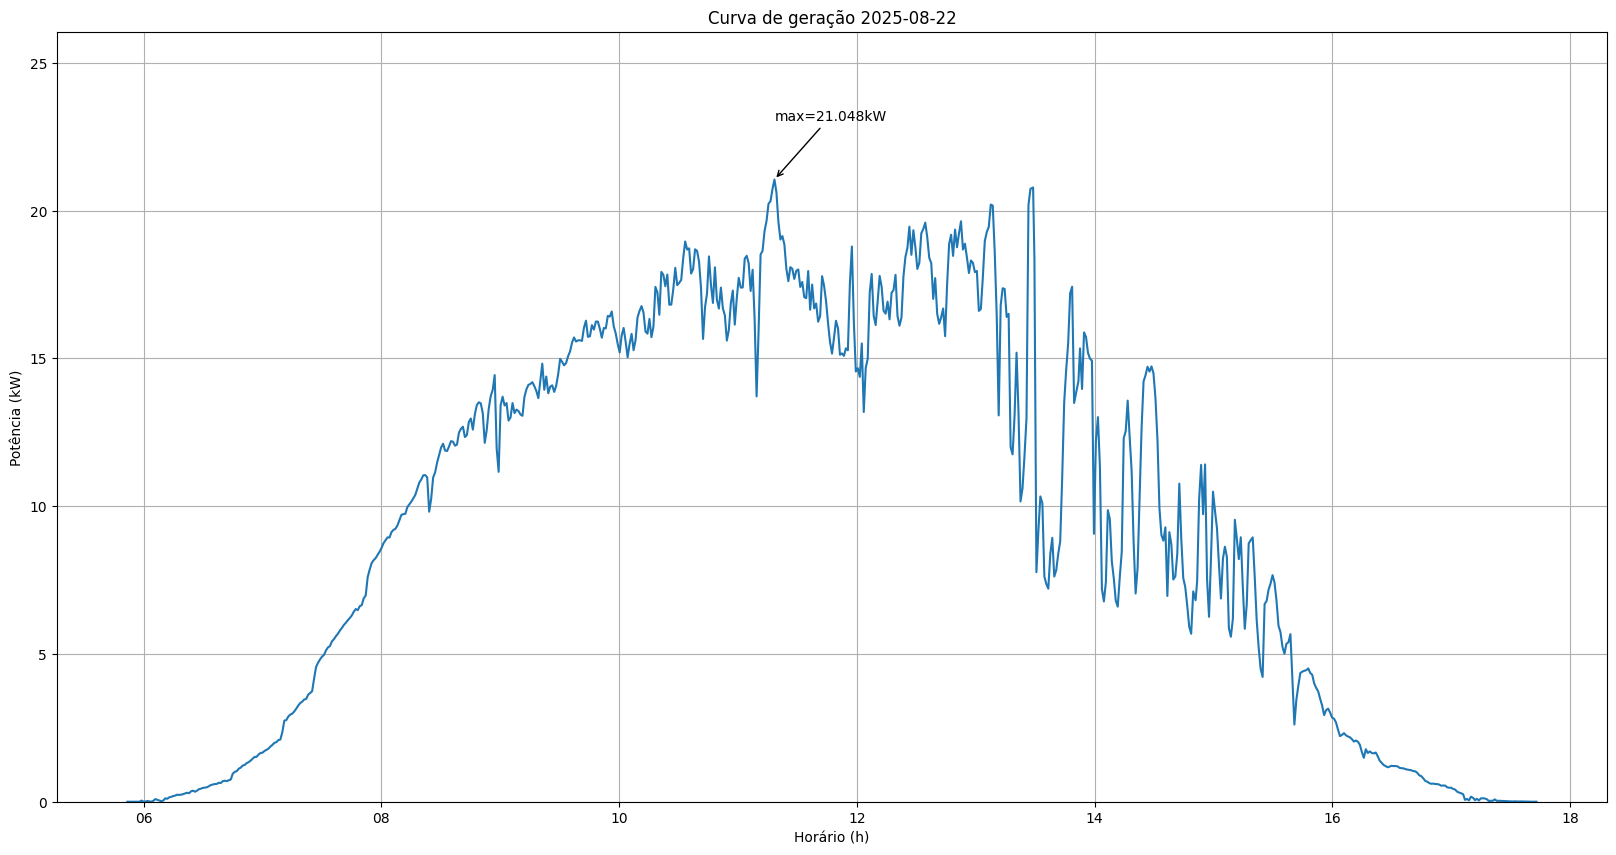 Curva de geração 2025-08-22
Potência (kW)
25
20
15
10
5
0
max=21.048kW
06 08 10 12 14 16 18
Horário (h)